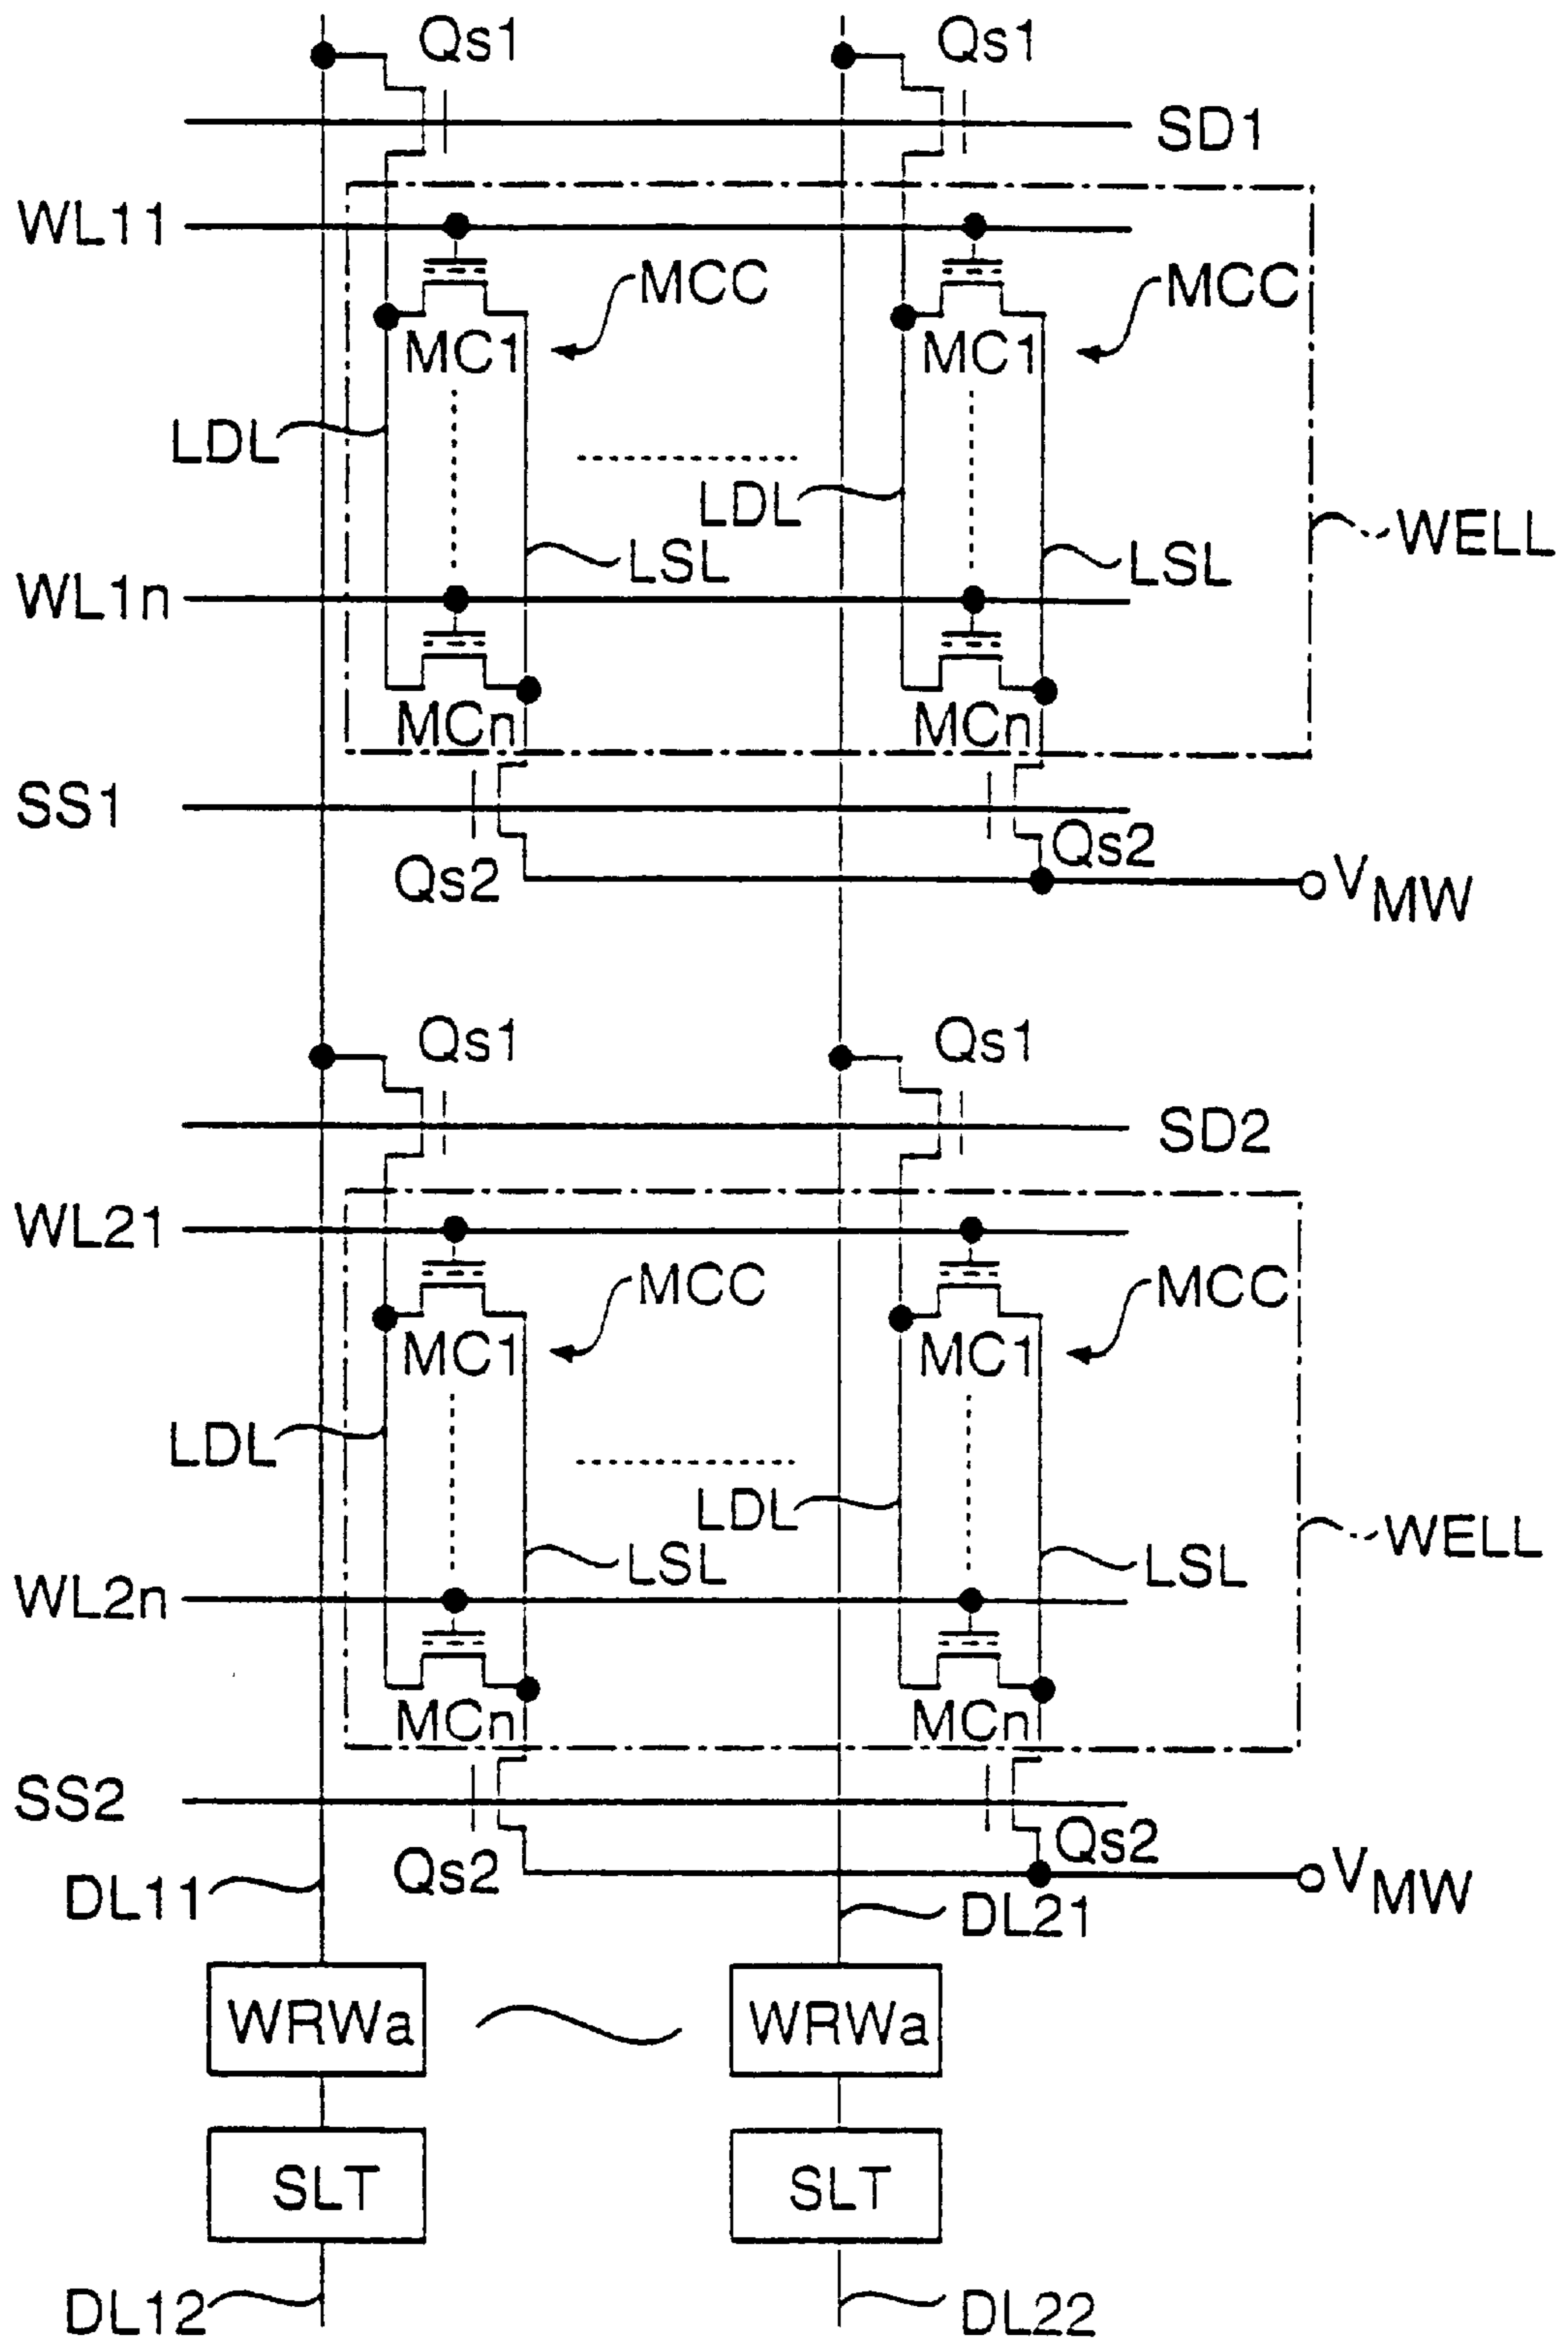 Qs1 Qs1
SD1
WL11
MCC MCC
MC1 MC1
LDL
LDL
WELL
LSL LSL
WL1n
MCn MCn
SS1
Qs2 Qs2
VMW
Qs1 Qs1
SD2
WL21
MCC MCC
MC1 MC1
LDL
LDL
WELL
LSL LSL
WL2n
MCn MCn
SS2
Qs2 Qs2
VMW
DL11 DL21
WRWa WRWa
SLT SLT
DL12 DL22